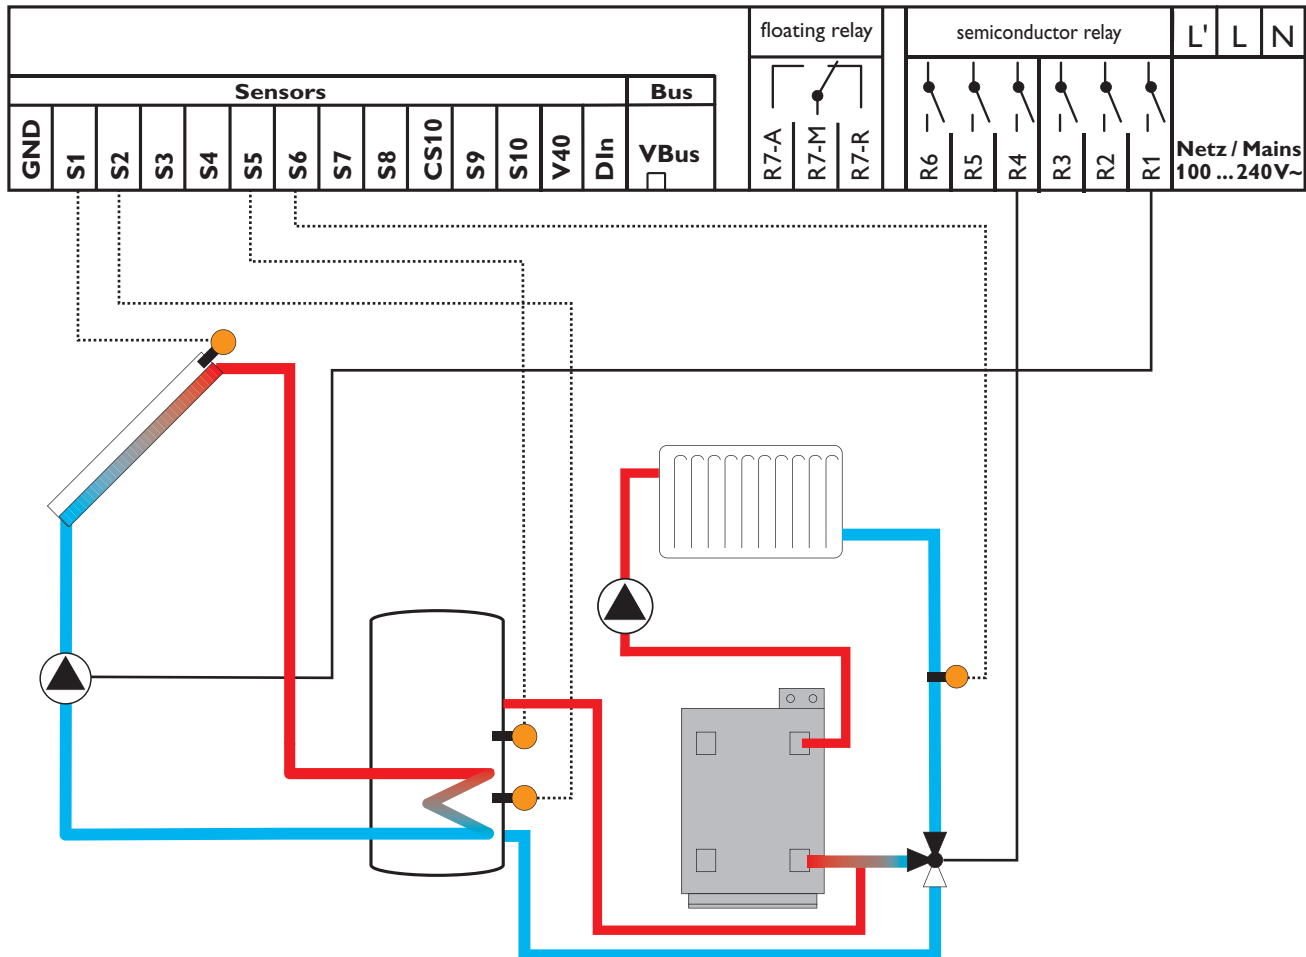 floating relay
semiconductor relay
L' L N
Sensors
Bus
GND S1 S2 S3 S4 S5 S6 S7 S8 CS10 S9 S10 V40 DIn
VBus
R7-A R7-M R7-R
R6 R5 R4 R3 R2 R1
Netz / Mains
100 ... 240 V~